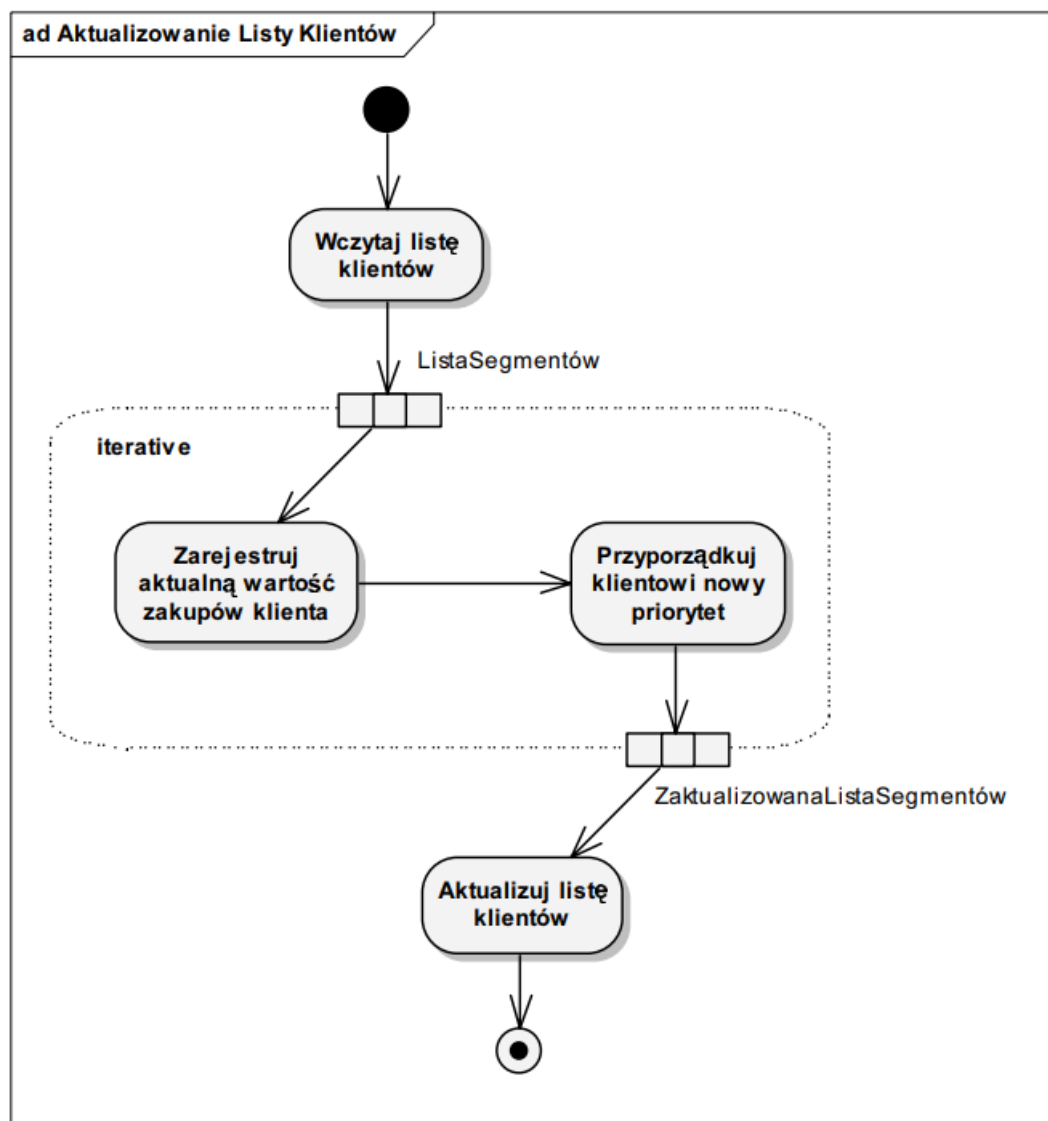 ad Aktualizowanie Listy Klientów
Wczytaj listę
klientów
ListaSegmentów
iterative
Zarejestruj
aktualną wartość
zakupów klienta
Przyporządkuj
klientowi nowy
priorytet
ZaktualizowanaListaSegmentów
Aktualizuj listę
klientów